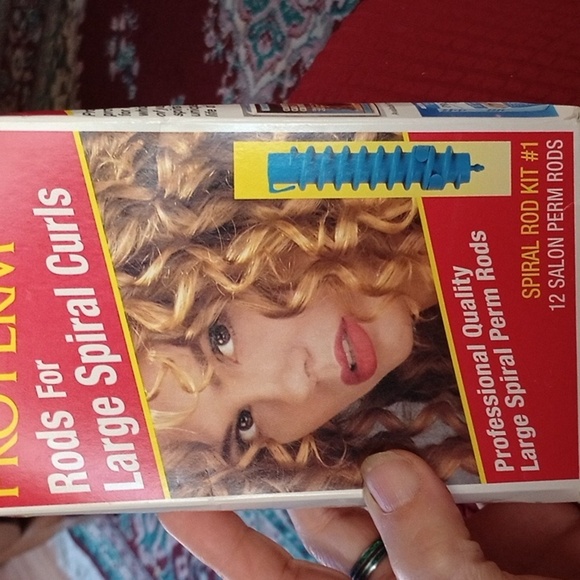 Rods For
Large Spiral Curls
Professional Quality
Large Spiral Perm Rods
SPIRAL ROD KIT #1
12 SALON PERM RODS